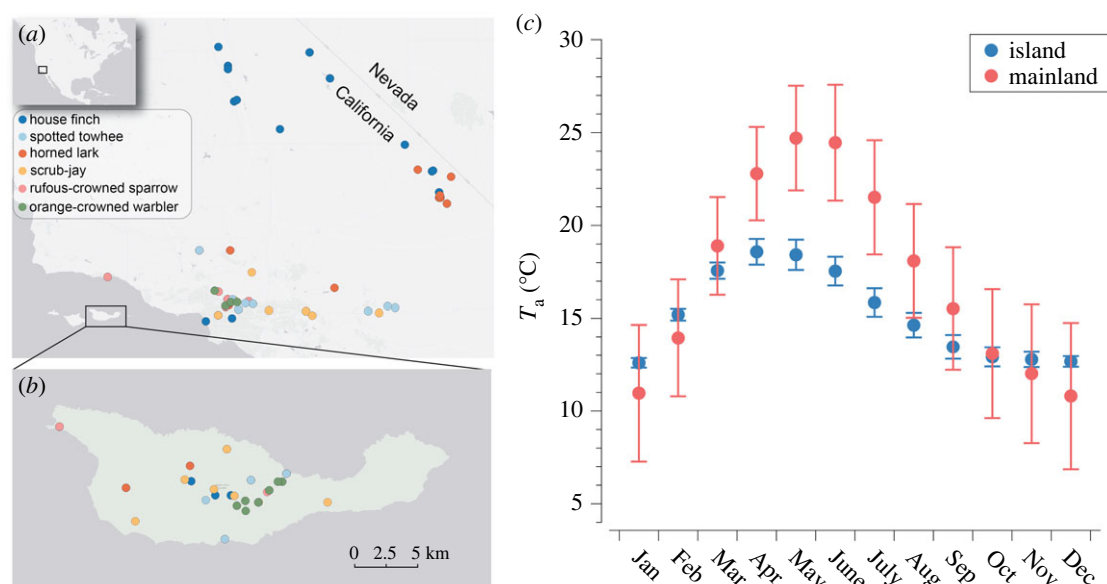 (a)
Nevada
California
house finch
spotted towhee
horned lark
scrub-jay
rufous-crowned sparrow
orange-crowned warbler
(b)
0 2.5 5 km
(c)
island
mainland
30
25
20
15
10
5
Ta (°C)
Jan Feb Mar Apr May June July Aug Sep Oct Nov Dec